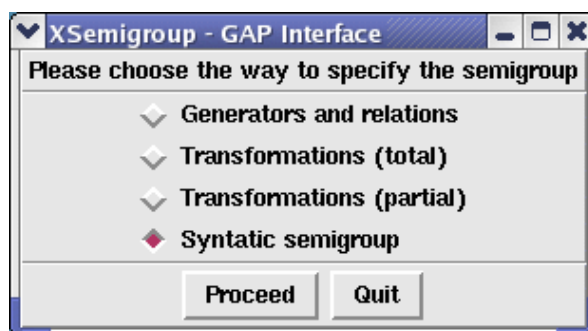 XSemigroup - GAP Interface
Please choose the way to specify the semigroup
Generators and relations
Transformations (total)
Transformations (partial)
Syntatic semigroup
Proceed Quit